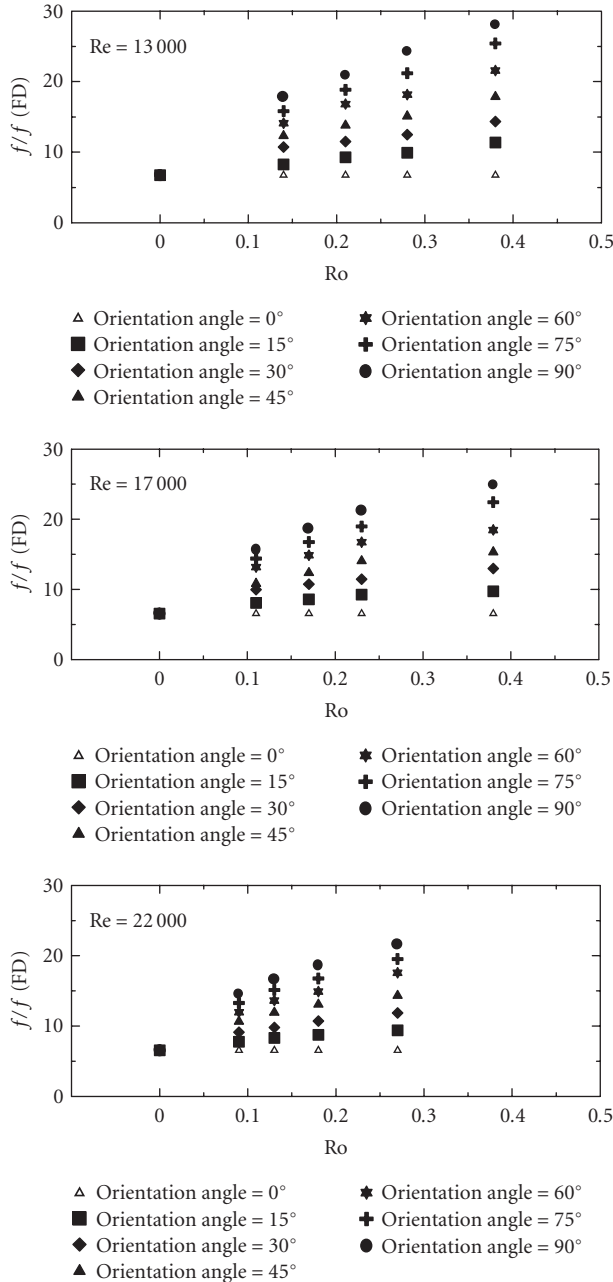 30
Re = 13 000
20
f/f (FD)
10
0
0 0.1 0.2 0.3 0.4 0.5
Ro
Orientation angle = 0° Orientation angle = 60°
Orientation angle = 15° Orientation angle = 75°
Orientation angle = 30° Orientation angle = 90°
Orientation angle = 45°
30
Re = 17 000
20
f/f (FD)
10
0
0 0.1 0.2 0.3 0.4 0.5
Ro
Orientation angle = 0° Orientation angle = 60°
Orientation angle = 15° Orientation angle = 75°
Orientation angle = 30° Orientation angle = 90°
Orientation angle = 45°
30
Re = 22 000
20
f/f (FD)
10
0
0 0.1 0.2 0.3 0.4 0.5
Ro
Orientation angle = 0° Orientation angle = 60°
Orientation angle = 15° Orientation angle = 75°
Orientation angle = 30° Orientation angle = 90°
Orientation angle = 45°